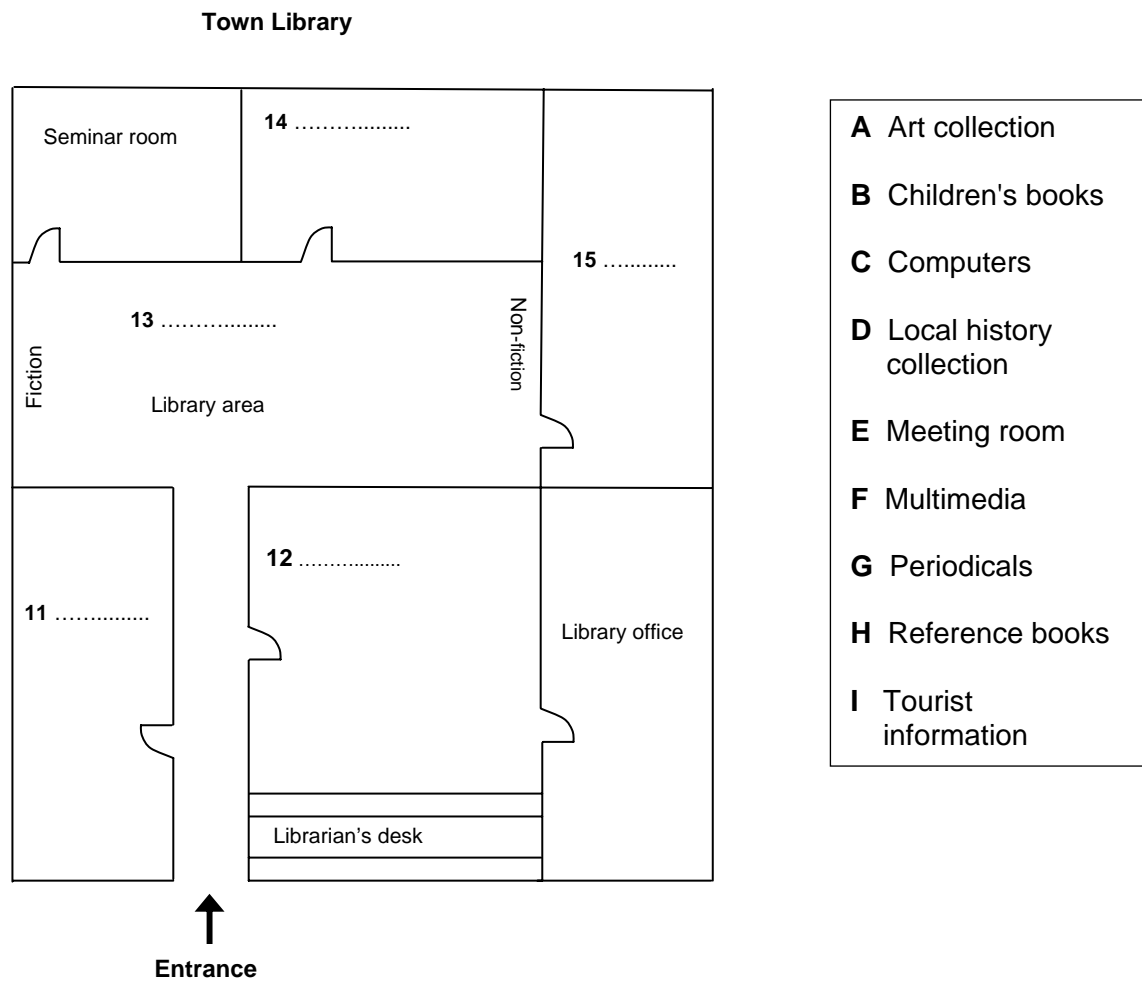 Town Library
Seminar room
14 ………..........
15 ….........
13 ………..........
Non-fiction
Fiction
Library area
12 ………..........
11 ……...........
Library office
Librarian’s desk
Entrance
A Art collection
B Children's books
C Computers
D Local history
collection
E Meeting room
F Multimedia
G Periodicals
H Reference books
I Tourist
information